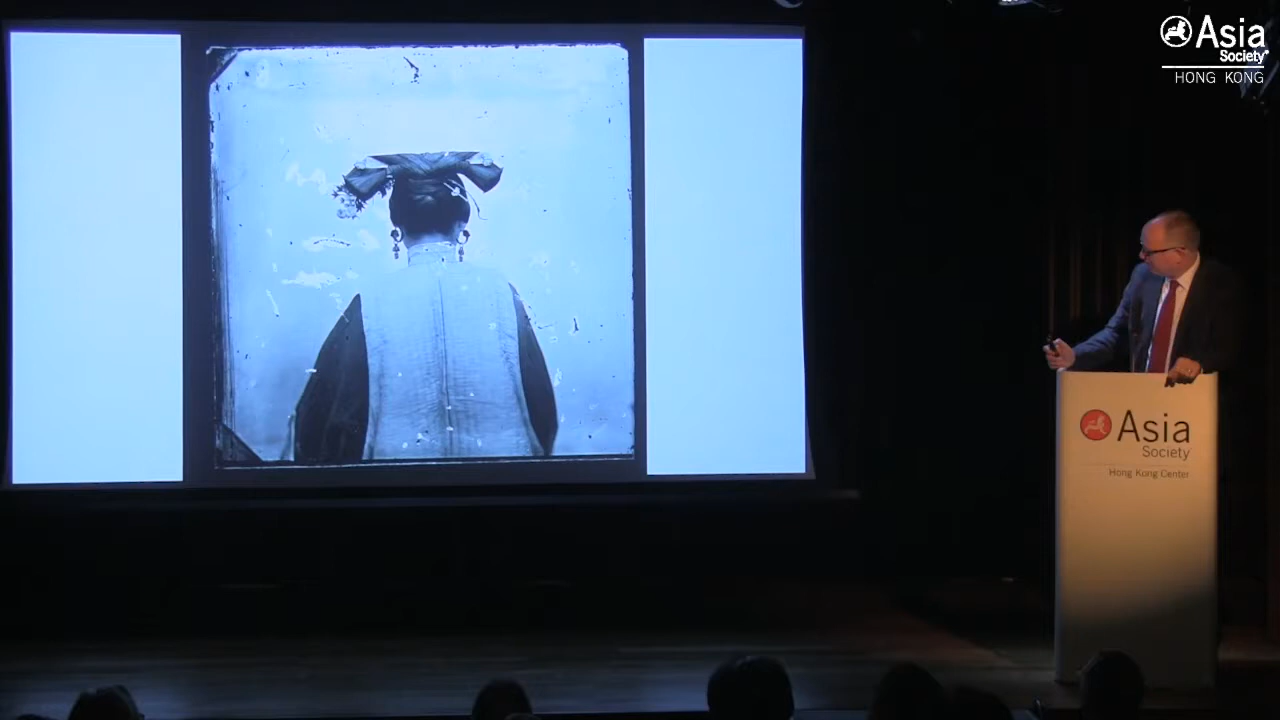 Asia
Society
HONG KONG
Asia
Society
Hong Kong Center